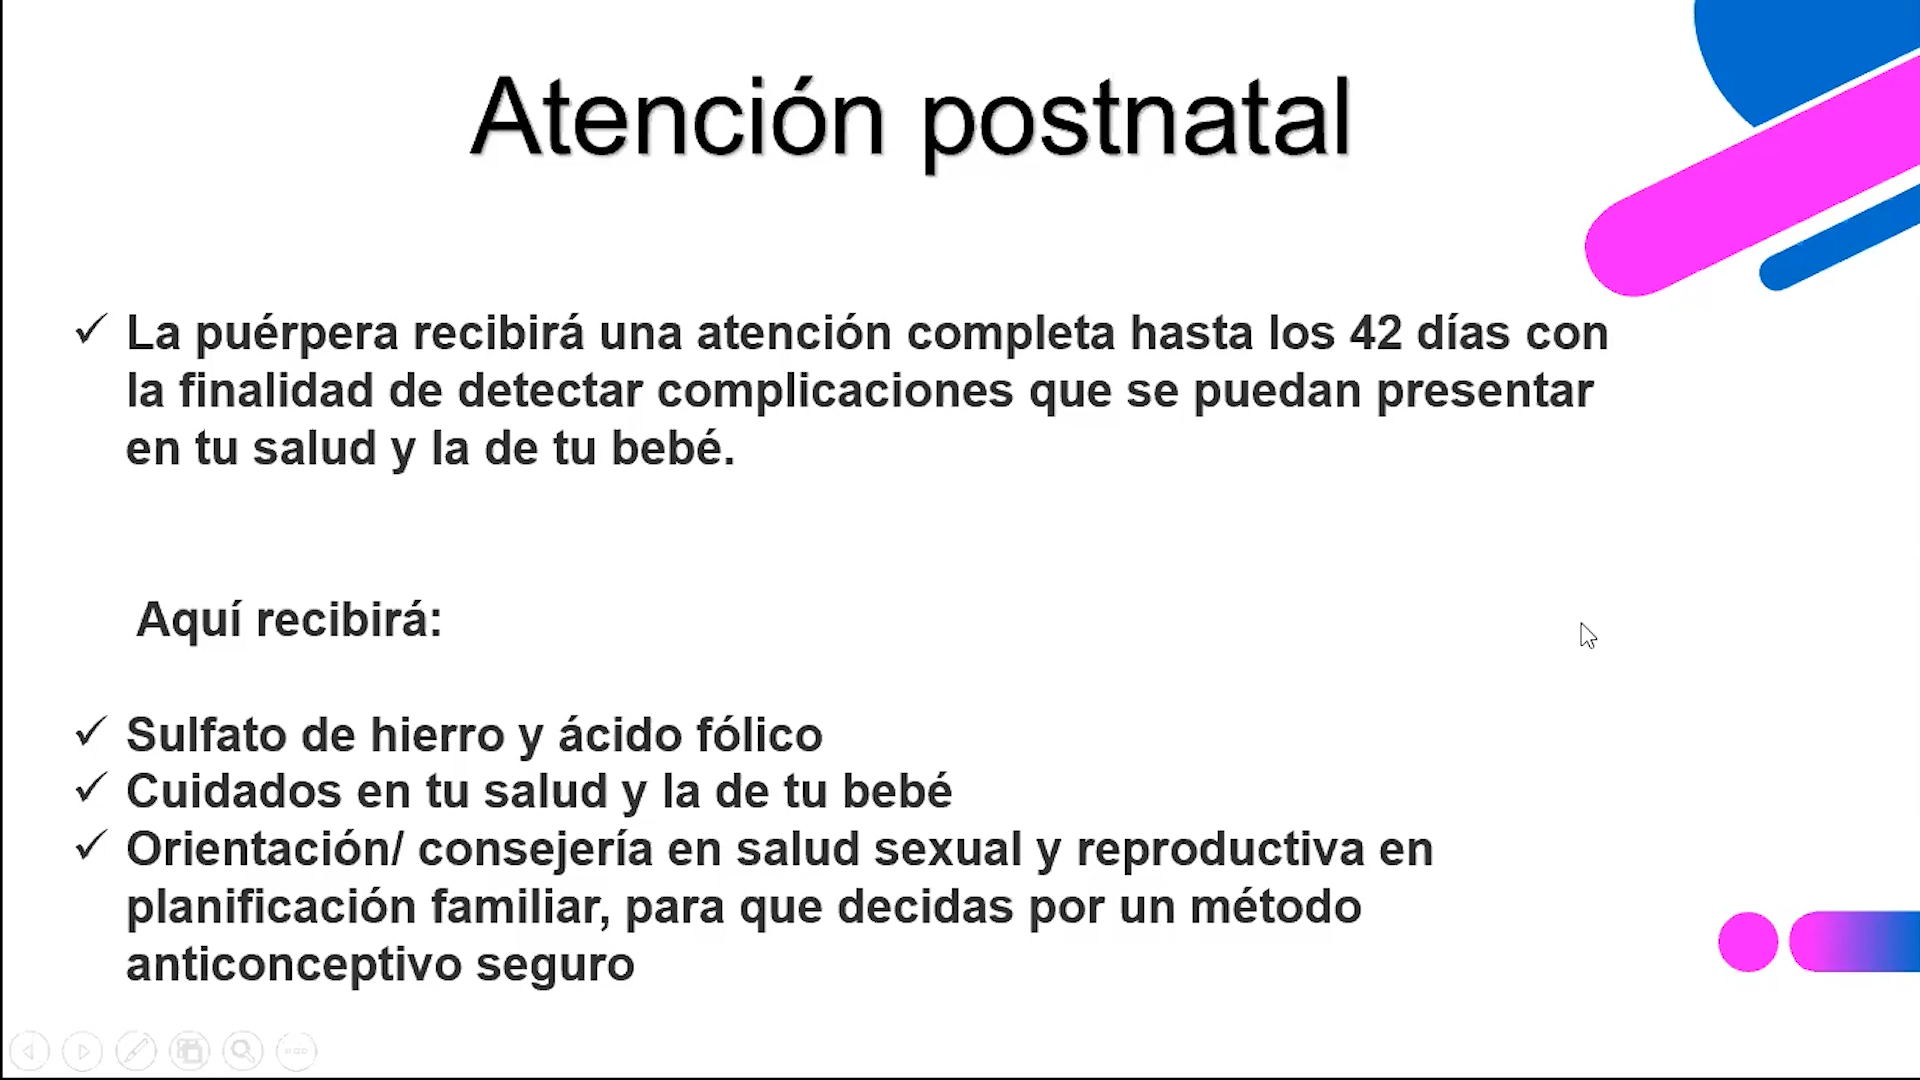 Atención postnatal
✓ La puérpera recibirá una atención completa hasta los 42 días con
la finalidad de detectar complicaciones que se puedan presentar
en tu salud y la de tu bebé.
Aquí recibirá:
✓ Sulfato de hierro y ácido fólico
✓ Cuidados en tu salud y la de tu bebé
✓ Orientación/ consejería en salud sexual y reproductiva en
planificación familiar, para que decidas por un método
anticonceptivo seguro